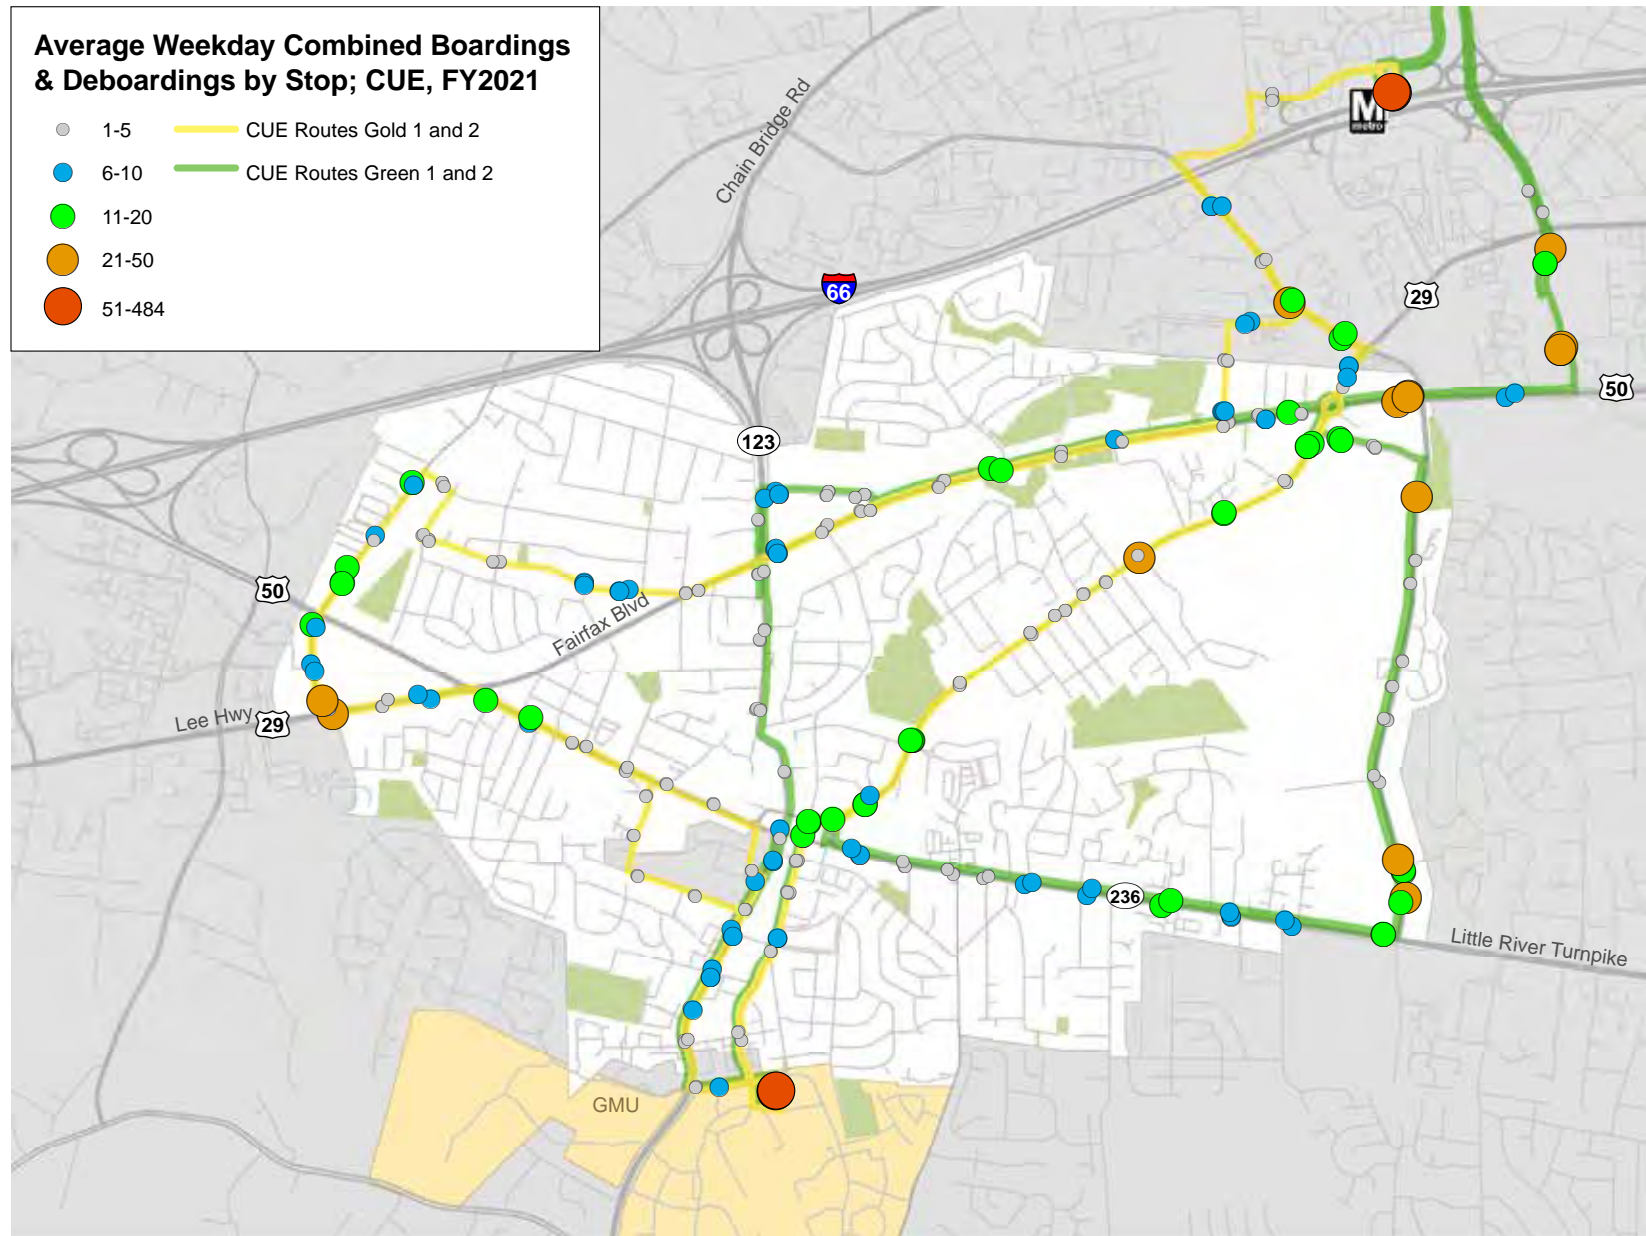 Average Weekday Combined Boardings
& Deboardings by Stop; CUE, FY2021
1-5
CUE Routes Gold 1 and 2
6-10
CUE Routes Green 1 and 2
11-20
21-50
51-484
Chain Bridge Rd
M
metro
66
29
50
123
50
Fairfax Blvd
Lee Hwy
29
236
Little River Turnpike
GMU